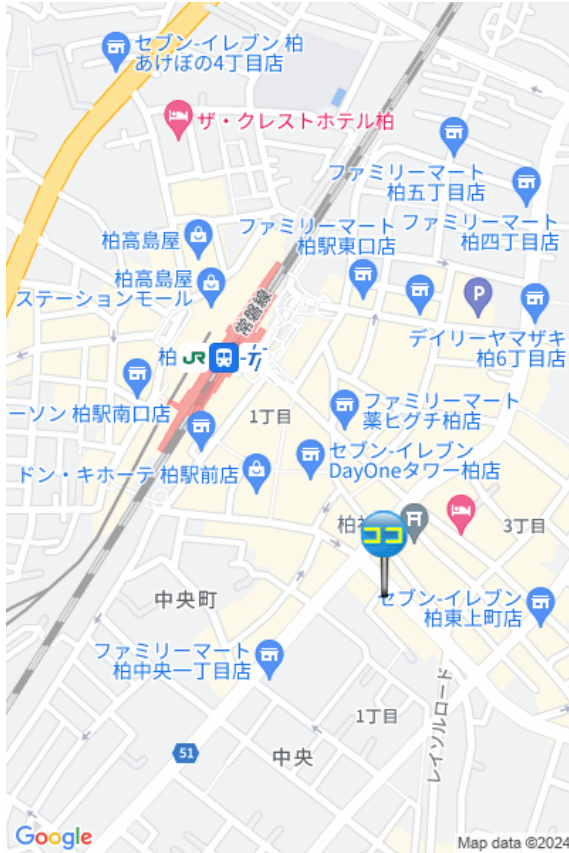 セブン-イレブン 柏
あけぼの4丁目店
ザ・クレストホテル柏
ファミリーマート
柏五丁目店
柏高島屋
ファミリーマート
柏駅東口店
ファミリーマート
柏四丁目店
柏高島屋
ステーションモール
常磐線
P
デイリーヤマザキ
柏6丁目店
柏 JR
ーソン 柏駅南口店
1丁目
ファミリーマート
薬ヒグチ柏店
ドン・キホーテ 柏駅前店
セブン-イレブン
DayOneタワー柏店
柏
ココ
3丁目
中央町
セブン-イレブン
柏東上町店
ファミリーマート
柏中央一丁目店
レイソルロード
1丁目
51
中央
Google
Map data ©2024